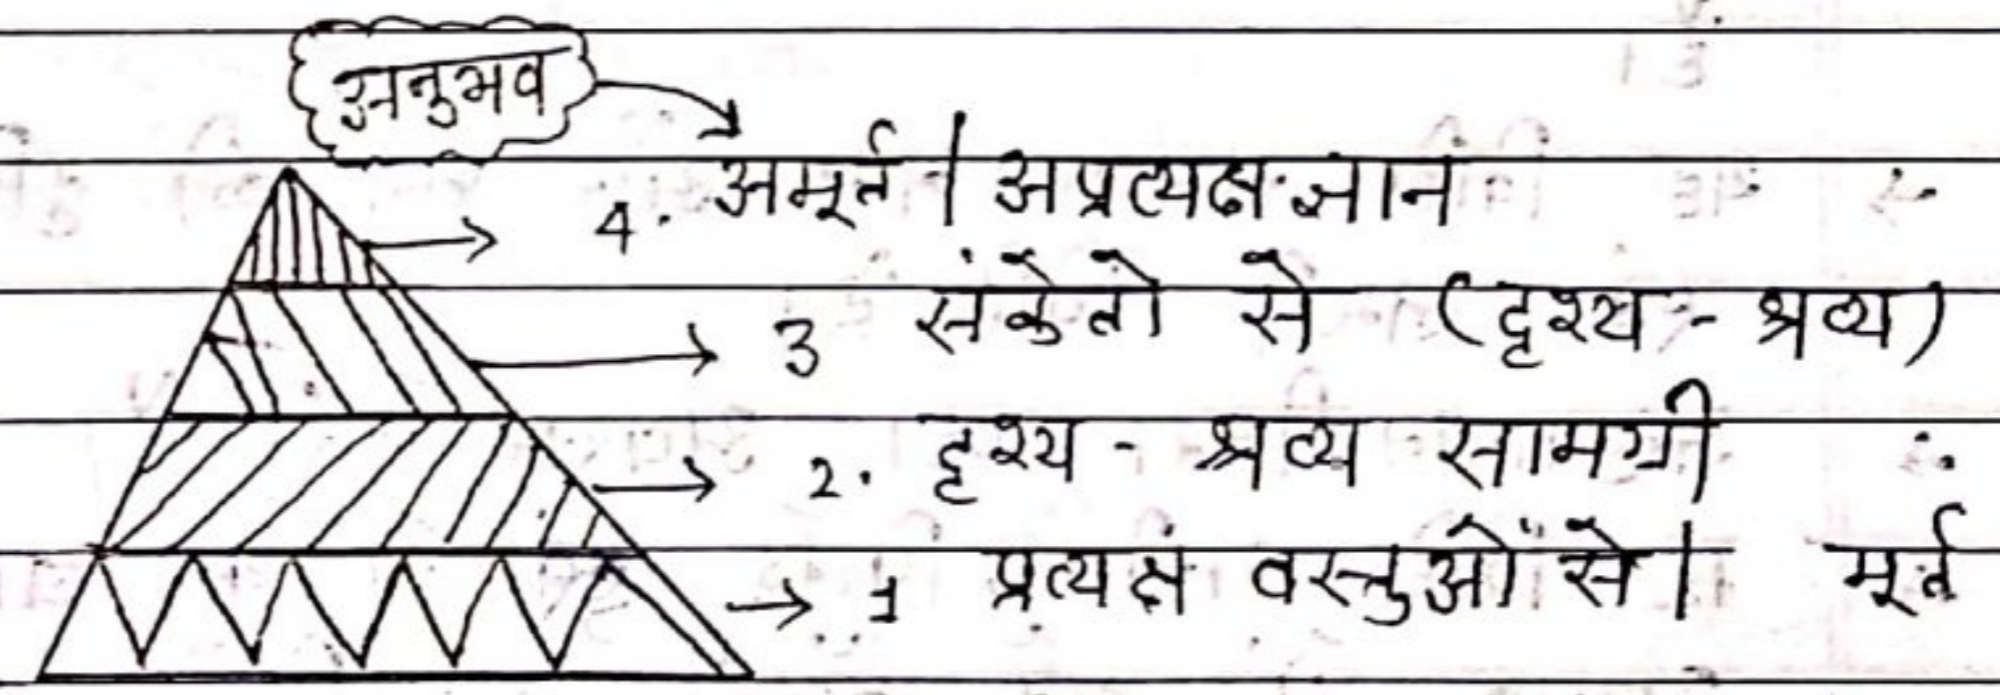 अनुभव
4. अमूर्त / अप्रत्यक्ष ज्ञान
3 संकेतो से (दृश्य - श्रव्य)
2. दृश्य - श्रव्य सामग्री
1 प्रत्यक्ष वस्तुओं से। मूर्त